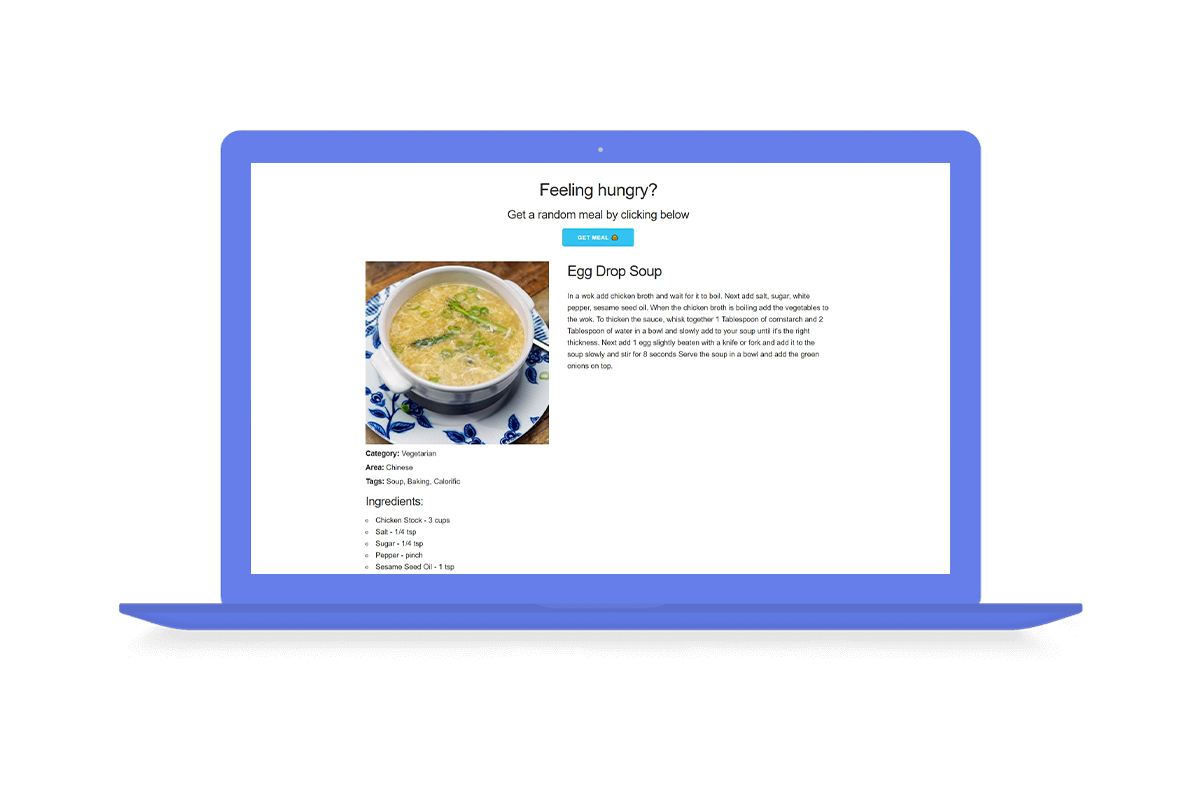 Feeling hungry?
Get a random meal by clicking below
GET MEAL
Egg Drop Soup
In a wok add chicken broth and wait for it to boil. Next add salt, sugar, white
pepper, sesame seed oil. When the chicken broth is boiling add the vegetables to
the wok. To thicken the sauce, whisk together 1 Tablespoon of cornstarch and 2
Tablespoon of water in a bowl and slowly add to your soup until it's the right
thickness. Next add 1 egg slightly beaten with a knife or fork and add it to the
soup slowly and stir for 8 seconds Serve the soup in a bowl and add the green
onions on top.
Category: Vegetarian
Area: Chinese
Tags: Soup, Baking, Calorific
Ingredients:
Chicken Stock - 3 cups
Salt - 1/4 tsp
Sugar - 1/4 tsp
Pepper - pinch
Sesame Seed Oil - 1 tsp